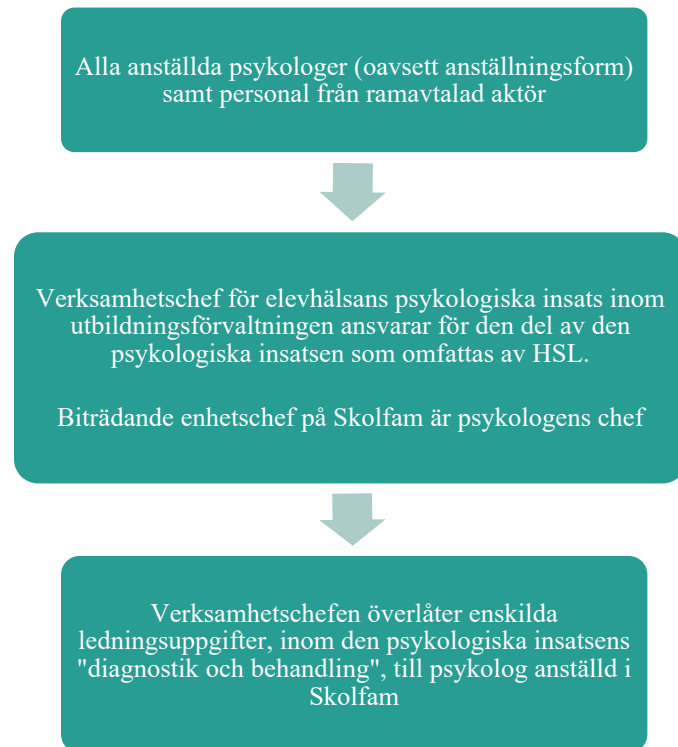 Alla anställda psykologer (oavsett anställningsform)
samt personal från ramavtalad aktör
Verksamhetschef för elevhälsans psykologiska insats inom
utbildningsförvaltningen ansvarar för den del av den
psykologiska insatsen som omfattas av HSL.
Biträdande enhetschef på Skolfam är psykologens chef
Verksamhetschefen överlåter enskilda
ledningsuppgifter, inom den psykologiska insatsens
"diagnostik och behandling", till psykolog anställd i
Skolfam